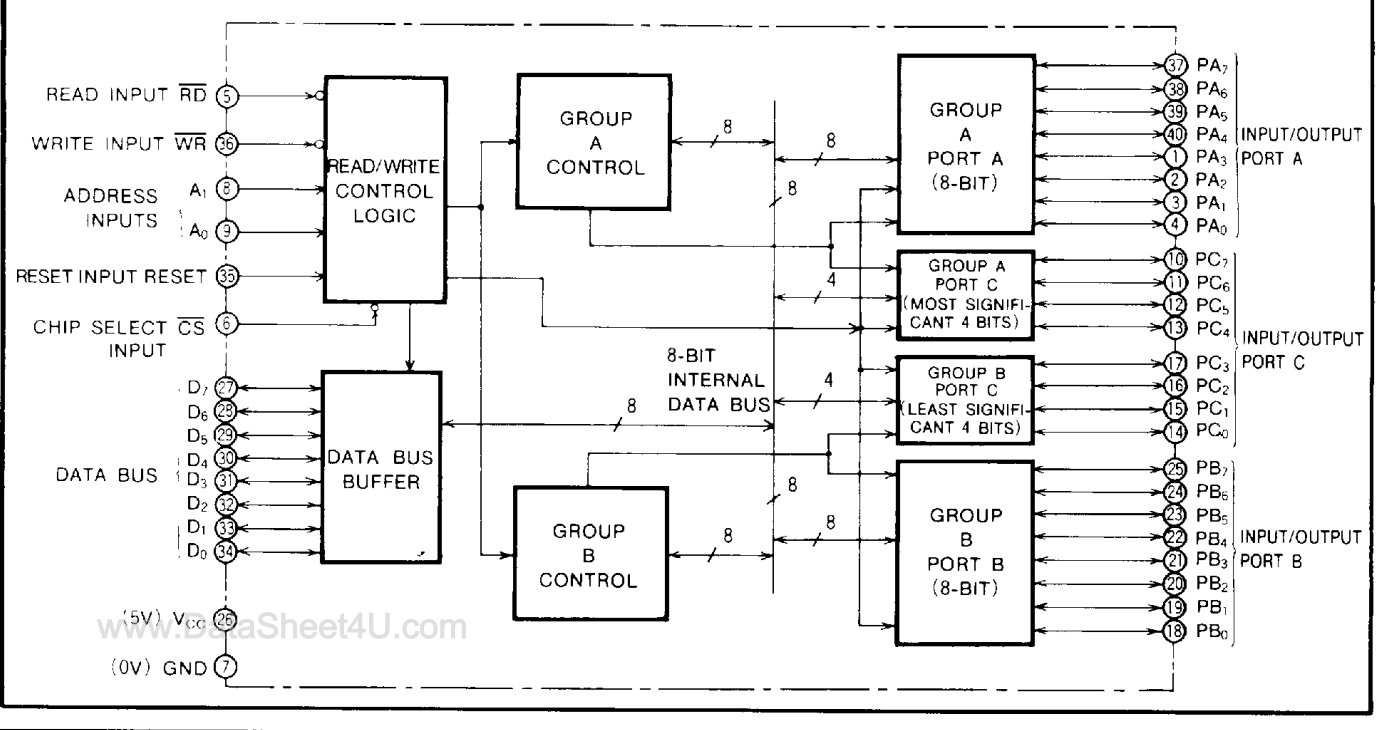 READ INPUT R̅D̅ 5
WRITE INPUT W̅R̅ 36
ADDRESS
INPUTS
A₁ 8
A₀ 9
RESET INPUT RESET 35
CHIP SELECT C̅S̅ 6
INPUT
DATA BUS
D₇ 27
D₆ 28
D₅ 29
D₄ 30
D₃ 31
D₂ 32
D₁ 33
D₀ 34
(5V) VCC 26
(0V) GND 7
www.DataSheet4U.com
READ/WRITE
CONTROL
LOGIC
DATA BUS
BUFFER
GROUP
A
CONTROL
GROUP
B
CONTROL
8
8
8
8-BIT
INTERNAL
DATA BUS
8
8
8
4
4
8
GROUP
A
PORT A
(8-BIT)
GROUP A
PORT C
(MOST SIGNIFI-
CANT 4 BITS)
GROUP B
PORT C
(LEAST SIGNIFI-
CANT 4 BITS)
GROUP
B
PORT B
(8-BIT)
37 PA₇
38 PA₆
39 PA₅
40 PA₄
1 PA₃
2 PA₂
3 PA₁
4 PA₀
INPUT/OUTPUT
PORT A
10 PC₇
11 PC₆
12 PC₅
13 PC₄
17 PC₃
16 PC₂
15 PC₁
14 PC₀
INPUT/OUTPUT
PORT C
25 PB₇
24 PB₆
23 PB₅
22 PB₄
21 PB₃
20 PB₂
19 PB₁
18 PB₀
INPUT/OUTPUT
PORT B